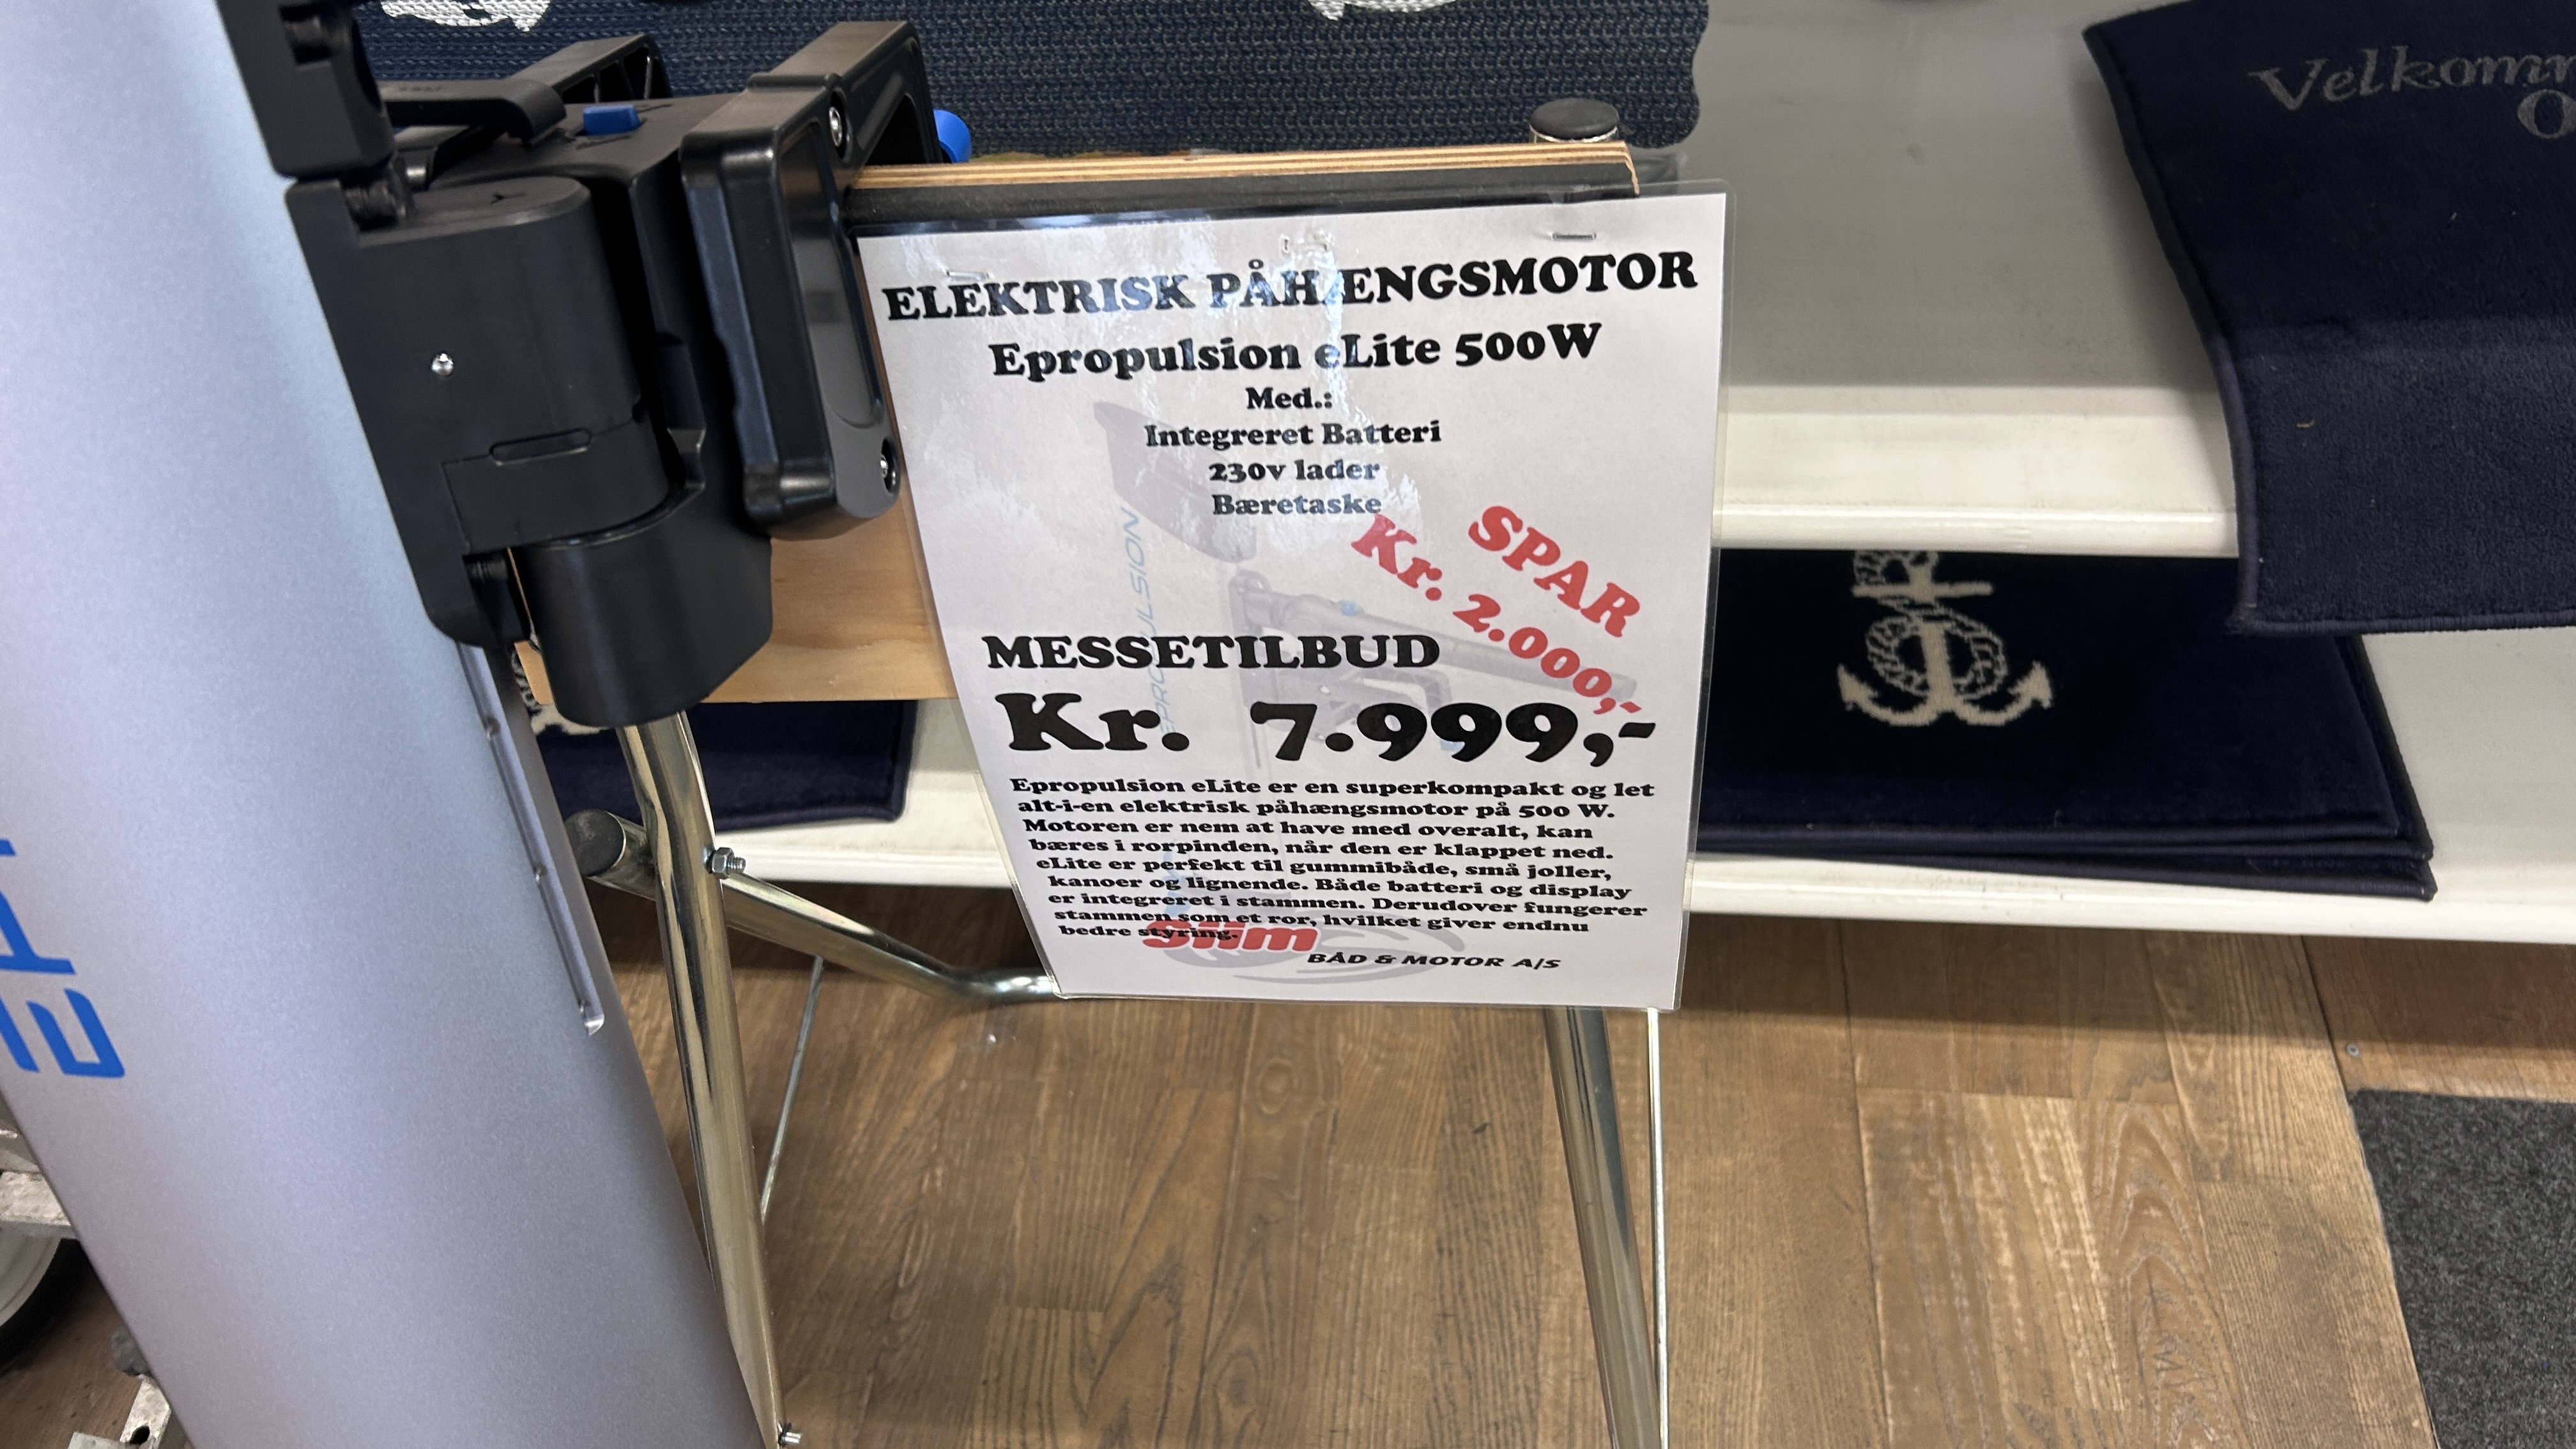 ELEKTRISK PÅHÆNGSMOTOR
Epropulsion eLite 500W
Med.:
Integreret Batteri
230v lader
Bæretaske
SPAR
Kr. 2.000,-
MESSETILBUD
Kr. 7.999,-
Epropulsion eLite er en superkompakt og let
alt-i-en elektrisk påhængsmotor på 500 W.
Motoren er nem at have med overalt, kan
bæres i rorpinden, når den er klappet ned.
eLite er perfekt til gummibåde, små joller,
kanoer og lignende. Både batteri og display
er integreret i stammen. Derudover fungerer
stammen som et ror, hvilket giver endnu
bedre styring.
Siim
BÅD & MOTOR A/S
EPROPULSION